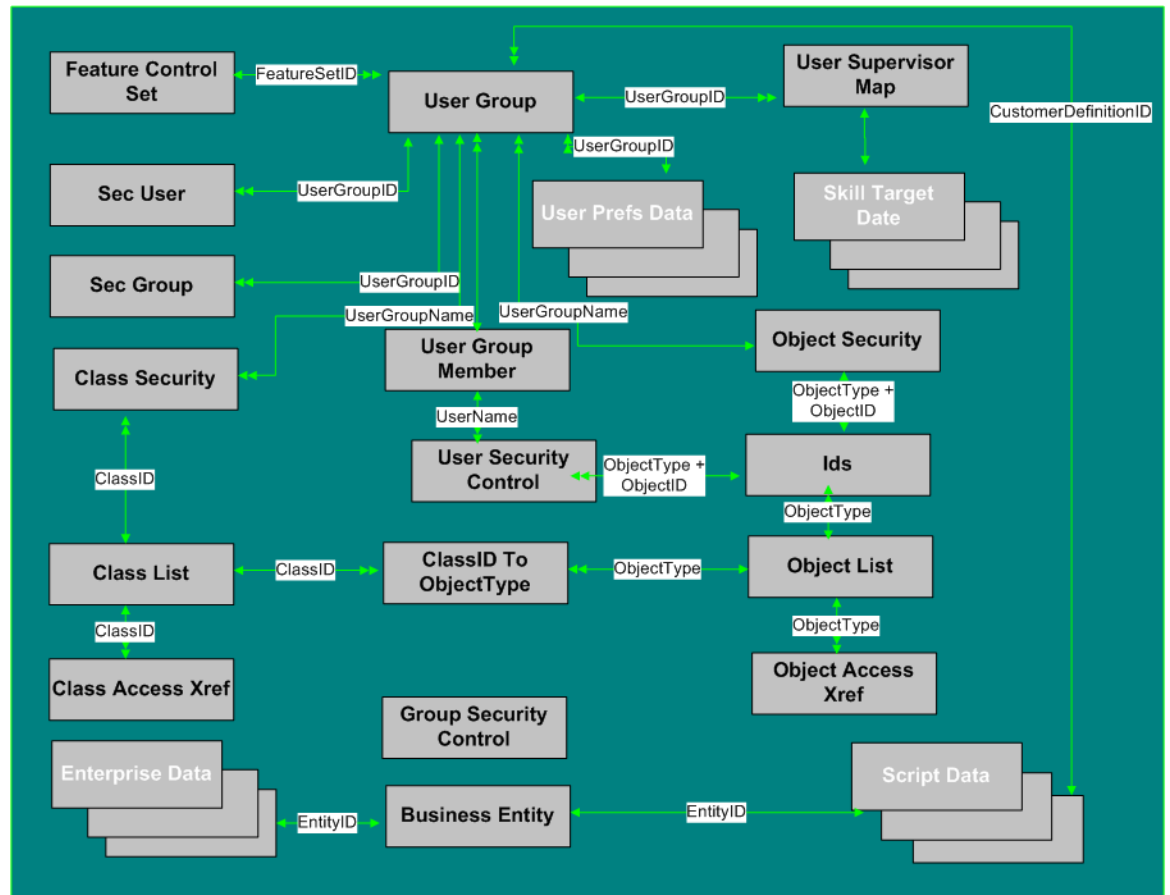 Feature Control
Set
FeatureSetID
User Group
UserGroupID
User Supervisor
Map
CustomerDefinitionID
UserGroupID
Sec User
UserGroupID
User Prefs Data
Skill Target
Date
Sec Group
UserGroupID
UserGroupName
UserGroupName
Class Security
User Group
Member
Object Security
UserName
ObjectType +
ObjectID
User Security
Control
ObjectType +
ObjectID
Ids
ClassID
ObjectType
Class List
ClassID
ClassID To
ObjectType
ObjectType
Object List
ClassID
ObjectType
Class Access Xref
Object Access
Xref
Group Security
Control
Enterprise Data
Script Data
EntityID
Business Entity
EntityID